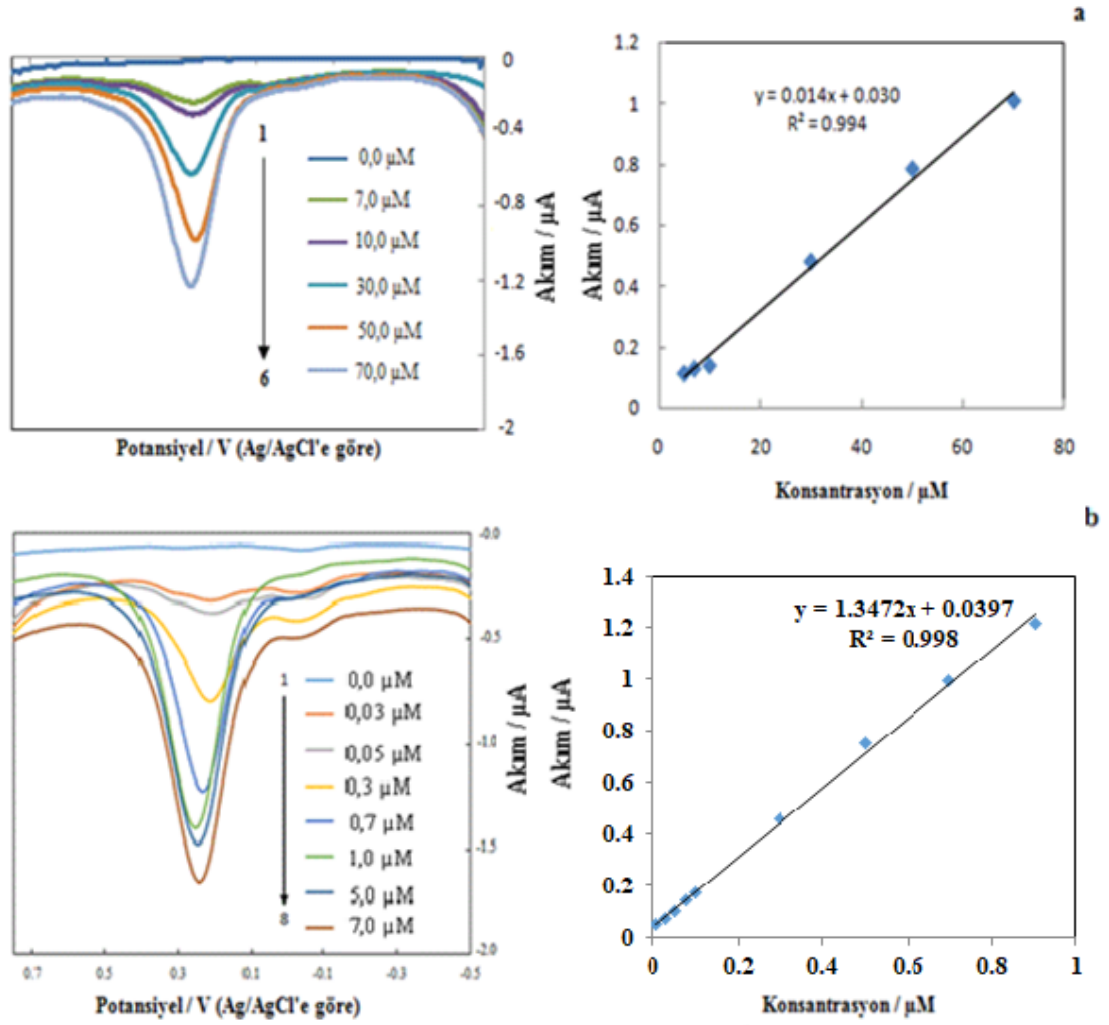 a
0
-0.4
-0.8
-1.2
-1.6
-2
Akım / µA
1
6
0,0 µM
7,0 µM
10,0 µM
30,0 µM
50,0 µM
70,0 µM
Potansiyel / V (Ag/AgCl'e göre)
1.2
1
0.8
0.6
0.4
0.2
0
Akım / µA
y = 0.014x + 0.030
R² = 0.994
0 20 40 60 80
Konsantrasyon / µM
b
-0.0
-0.5
-1.0
-1.5
-2.0
Akım / µA
1
8
0,0 µM
0,03 µM
0,05 µM
0,3 µM
0,7 µM
1,0 µM
5,0 µM
7,0 µM
0.7 0.5 0.3 0.1 -0.1 -0.3 -0.5
Potansiyel / V (Ag/AgCl'e göre)
1.4
1.2
1
0.8
0.6
0.4
0.2
0
Akım / µA
y = 1.3472x + 0.0397
R² = 0.998
0 0.2 0.4 0.6 0.8 1
Konsantrasyon / µM